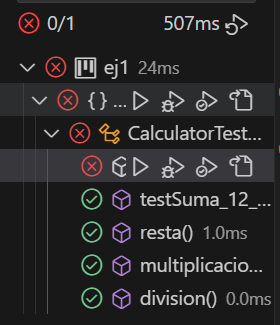 0/1 507ms
ej1 24ms
{} ...
CalculatorTest...
testSuma_12_...
resta() 1.0ms
multiplicacio...
division() 0.0ms